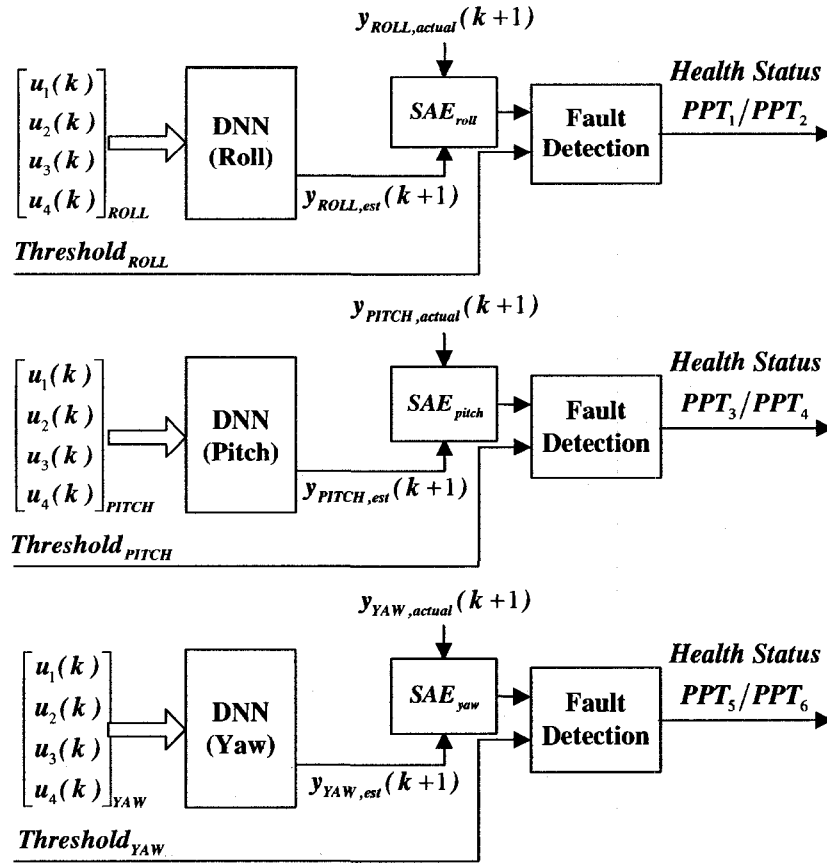 y_ROLL,actual(k+1)
u₁(k)
u₂(k)
u₃(k)
u₄(k)
ROLL
DNN
(Roll)
SAE_roll
Fault
Detection
Health Status
PPT₁/PPT₂
y_ROLL,est(k+1)
Threshold_ROLL
y_PITCH,actual(k+1)
u₁(k)
u₂(k)
u₃(k)
u₄(k)
PITCH
DNN
(Pitch)
SAE_pitch
Fault
Detection
Health Status
PPT₃/PPT₄
y_PITCH,est(k+1)
Threshold_PITCH
y_YAW,actual(k+1)
u₁(k)
u₂(k)
u₃(k)
u₄(k)
YAW
DNN
(Yaw)
SAE_yaw
Fault
Detection
Health Status
PPT₅/PPT₆
y_YAW,est(k+1)
Threshold_YAW